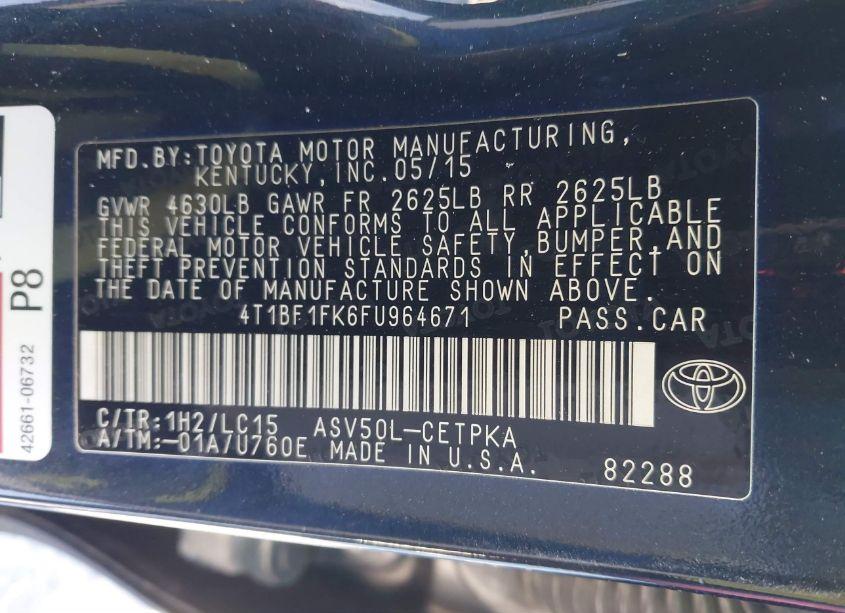 MFD.BY:TOYOTA MOTOR MANUFACTURING,
KENTUCKY,INC.05/15
GVWR 4630LB GAWR FR 2625LB RR 2625LB
THIS VEHICLE CONFORMS TO ALL APPLICABLE
FEDERAL MOTOR VEHICLE SAFETY,BUMPER,AND
THEFT PREVENTION STANDARDS IN EFFECT ON
THE DATE OF MANUFACTURE SHOWN ABOVE.
4T1BF1FK6FU964671 PASS.CAR
C/TR:1H2/LC15 ASV50L-CETPKA
A/TM:-01A/U760E MADE IN U.S.A.
82288
P8
42661-06732